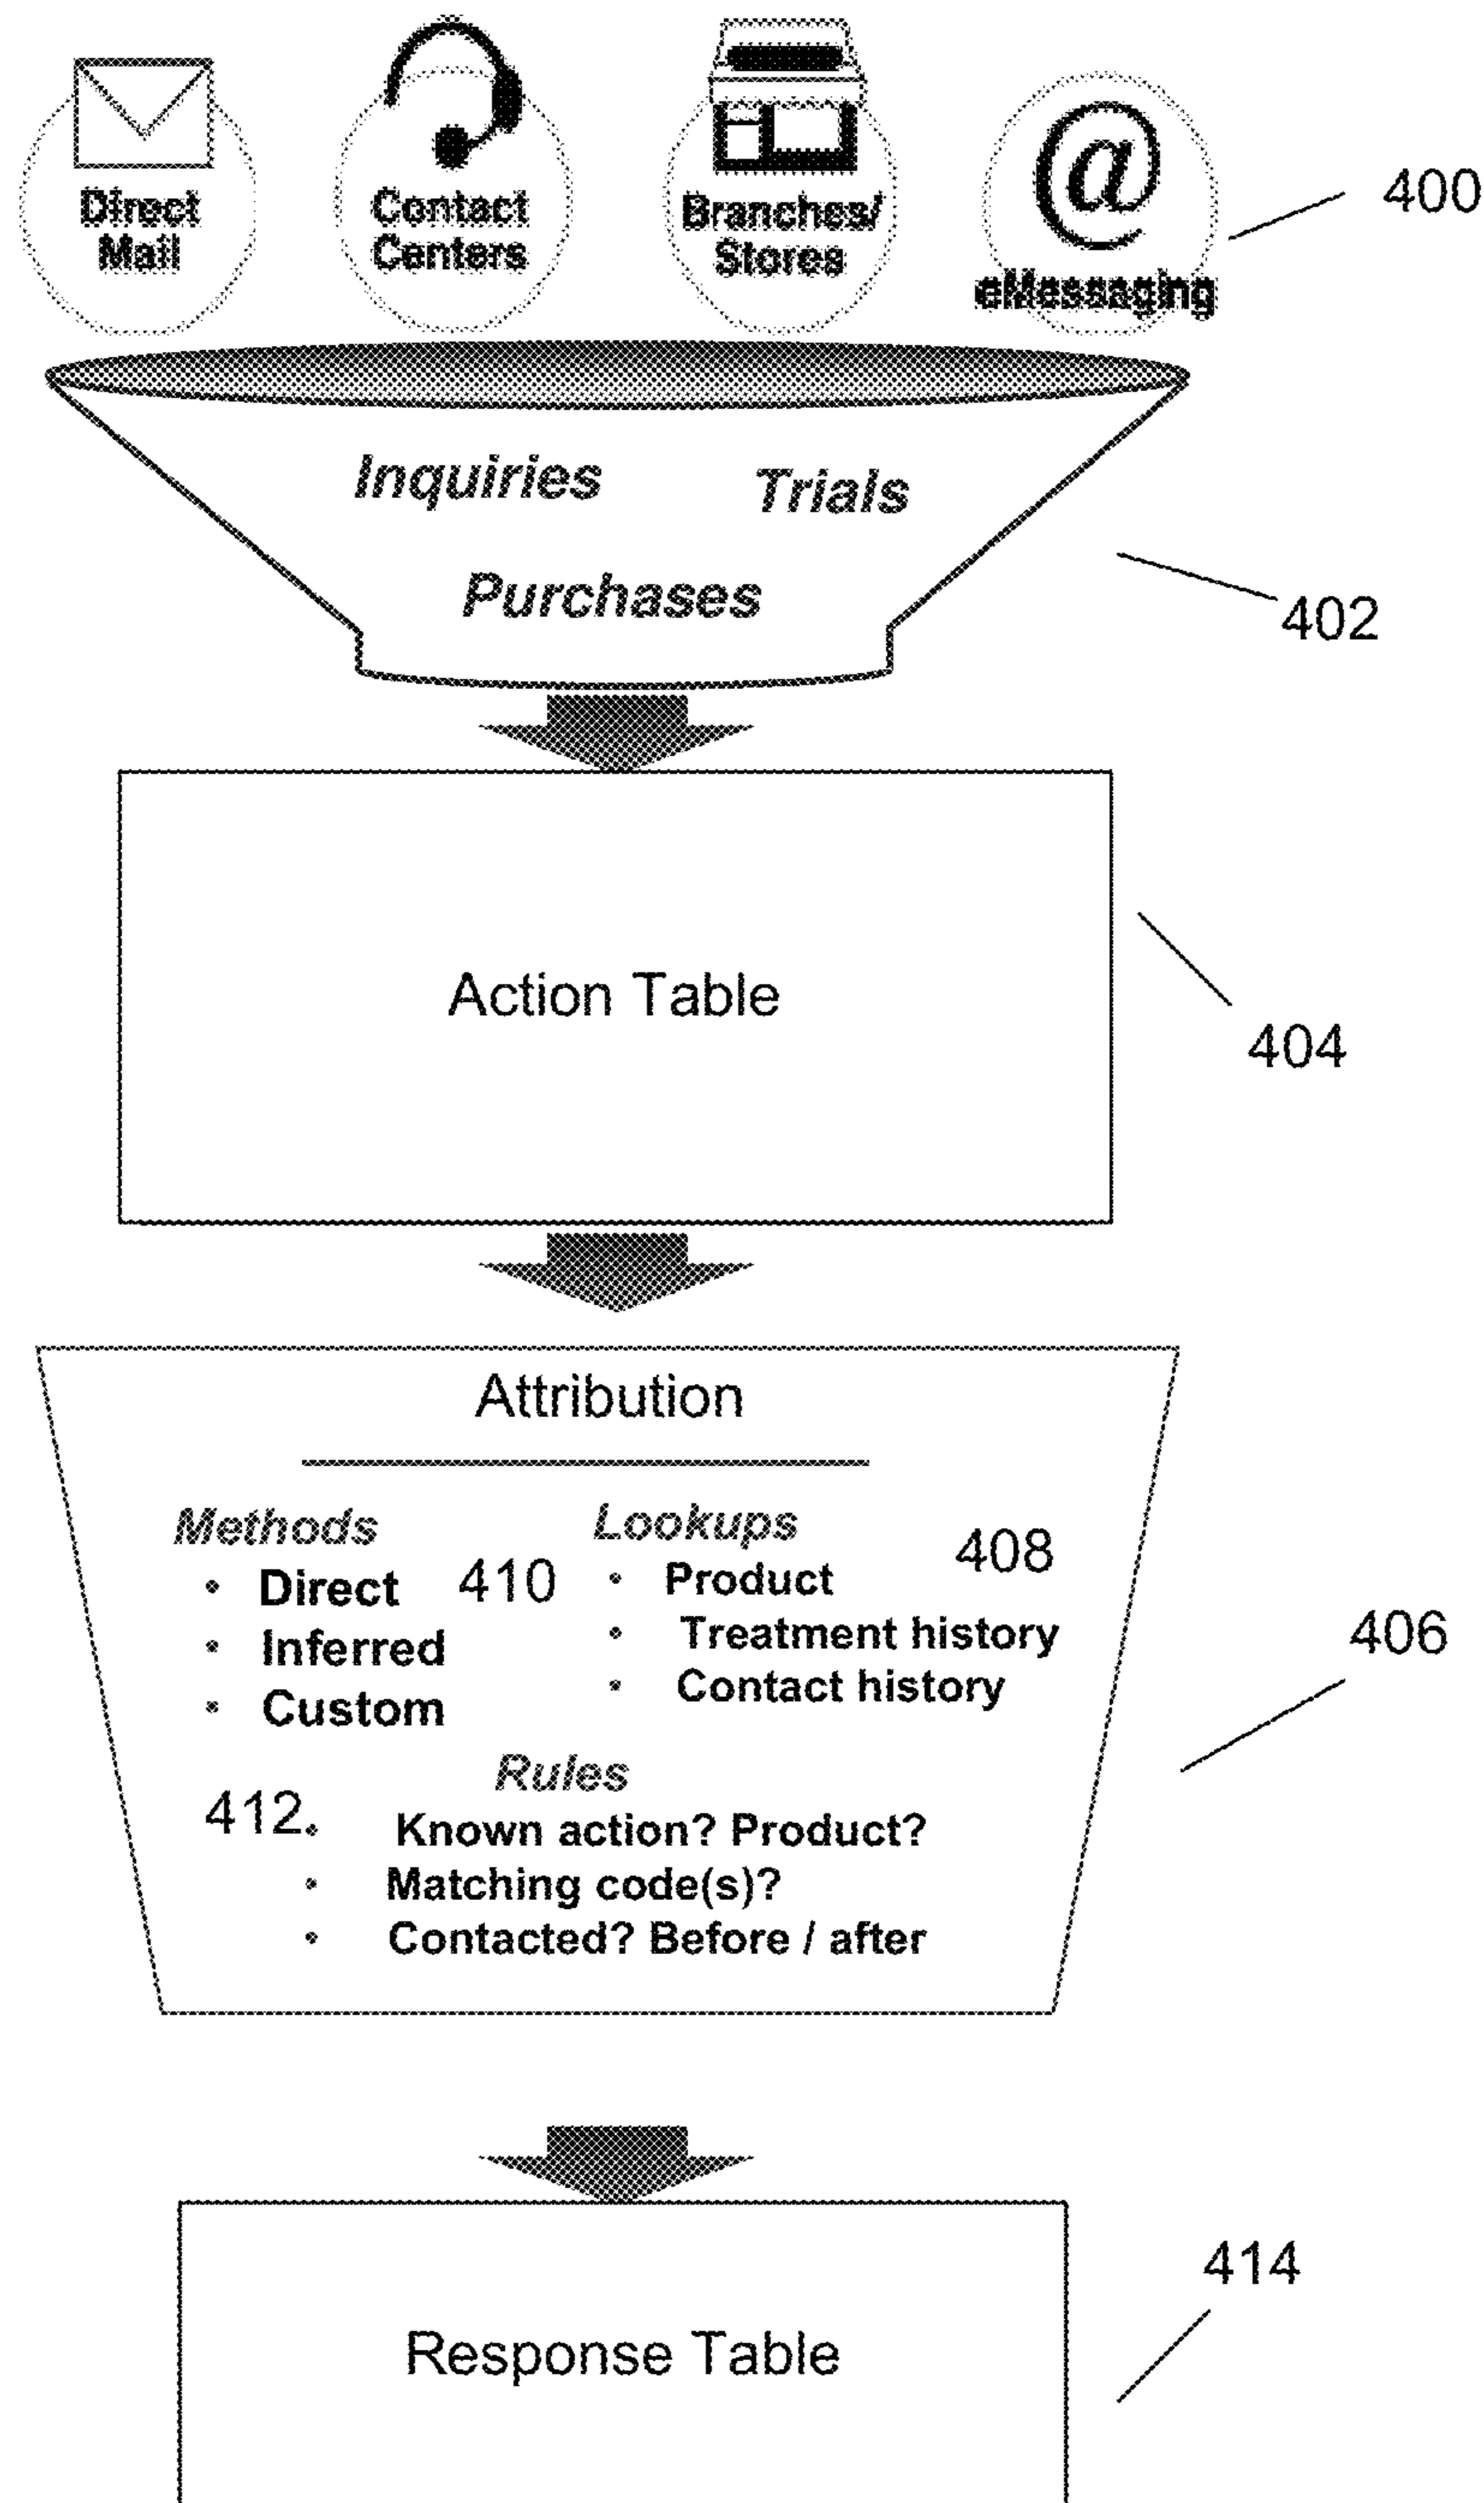 Direct
Mail
Contact
Centers
Branches/
Stores
eMessaging
400
Inquiries
Trials
Purchases
402
Action Table
404
Attribution
Methods
• Direct
• Inferred
• Custom
410
Lookups
• Product
• Treatment history
• Contact history
408
406
Rules
412
• Known action? Product?
• Matching code(s)?
• Contacted? Before / after
Response Table
414